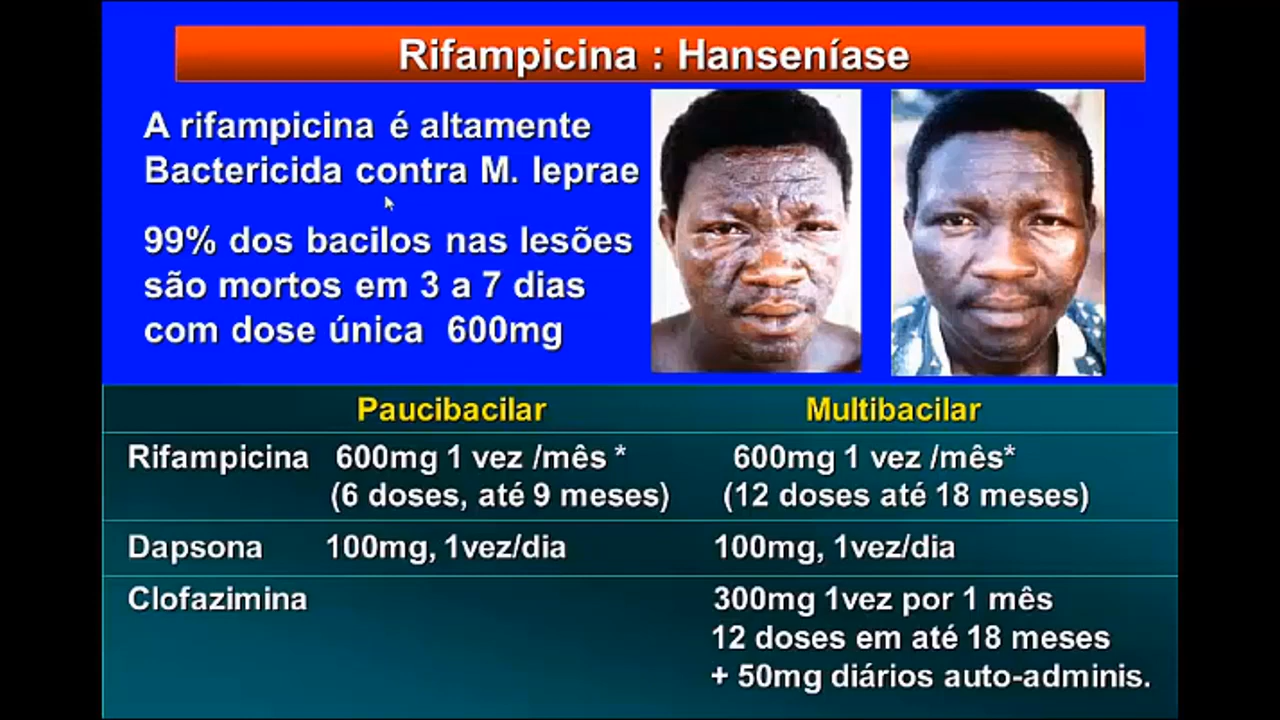 Rifampicina : Hanseníase
A rifampicina é altamente
Bactericida contra M. leprae
99% dos bacilos nas lesões
são mortos em 3 a 7 dias
com dose única 600mg
Paucibacilar Multibacilar
Rifampicina 600mg 1 vez /mês * 600mg 1 vez /mês*
(6 doses, até 9 meses) (12 doses até 18 meses)
Dapsona 100mg, 1vez/dia 100mg, 1vez/dia
Clofazimina 300mg 1vez por 1 mês
12 doses em até 18 meses
+ 50mg diários auto-adminis.